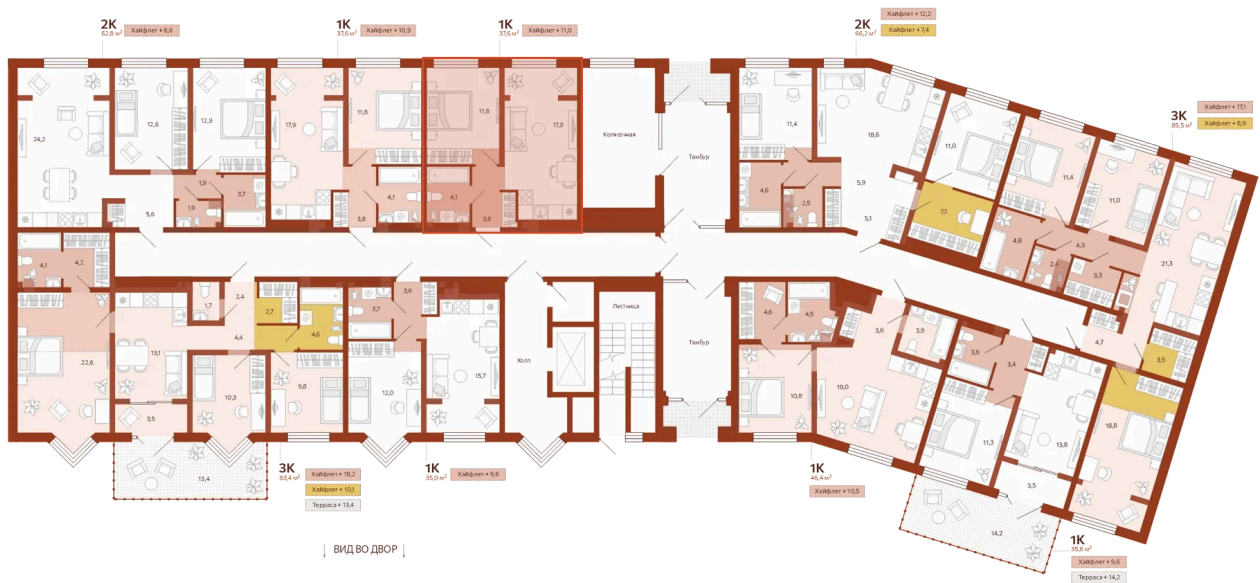 2К
62,8 м²
Хайфлет + 8,6
1К
37,6 м²
Хайфлет + 10,9
1К
37,6 м²
Хайфлет + 11,0
2К
66,2 м²
Хайфлет + 12,2
Хайфлет + 7,4
3К
85,5 м²
Хайфлет + 17,1
Хайфлет + 8,9
24,2
12,6
12,9
17,9
11,8
11,8
17,9
Колясочная
Тамбур
11,4
18,6
11,0
11,4
11,0
21,3
5,6
1,9
1,9
3,7
3,8
4,1
4,1
3,8
4,6
2,5
5,9
5,1
7,1
4,8
4,3
2,4
3,3
4,1
4,2
1,7
2,4
2,7
4,6
4,4
3,7
3,6
Холл
Лестница
Тамбур
4,6
4,5
3,6
3,9
3,6
3,4
4,7
3,5
22,6
13,1
3,5
10,3
9,8
12,0
15,7
10,8
19,0
11,3
13,8
3,5
18,8
13,4
14,2
3К
83,4 м²
Хайфлет + 18,2
Хайфлет + 10,1
Терраса + 13,4
1К
35,0 м²
Хайфлет + 9,6
1К
46,4 м²
Хайфлет + 10,5
1К
35,6 м²
Хайфлет + 9,6
Терраса + 14,2
↓ ВИД ВО ДВОР ↓